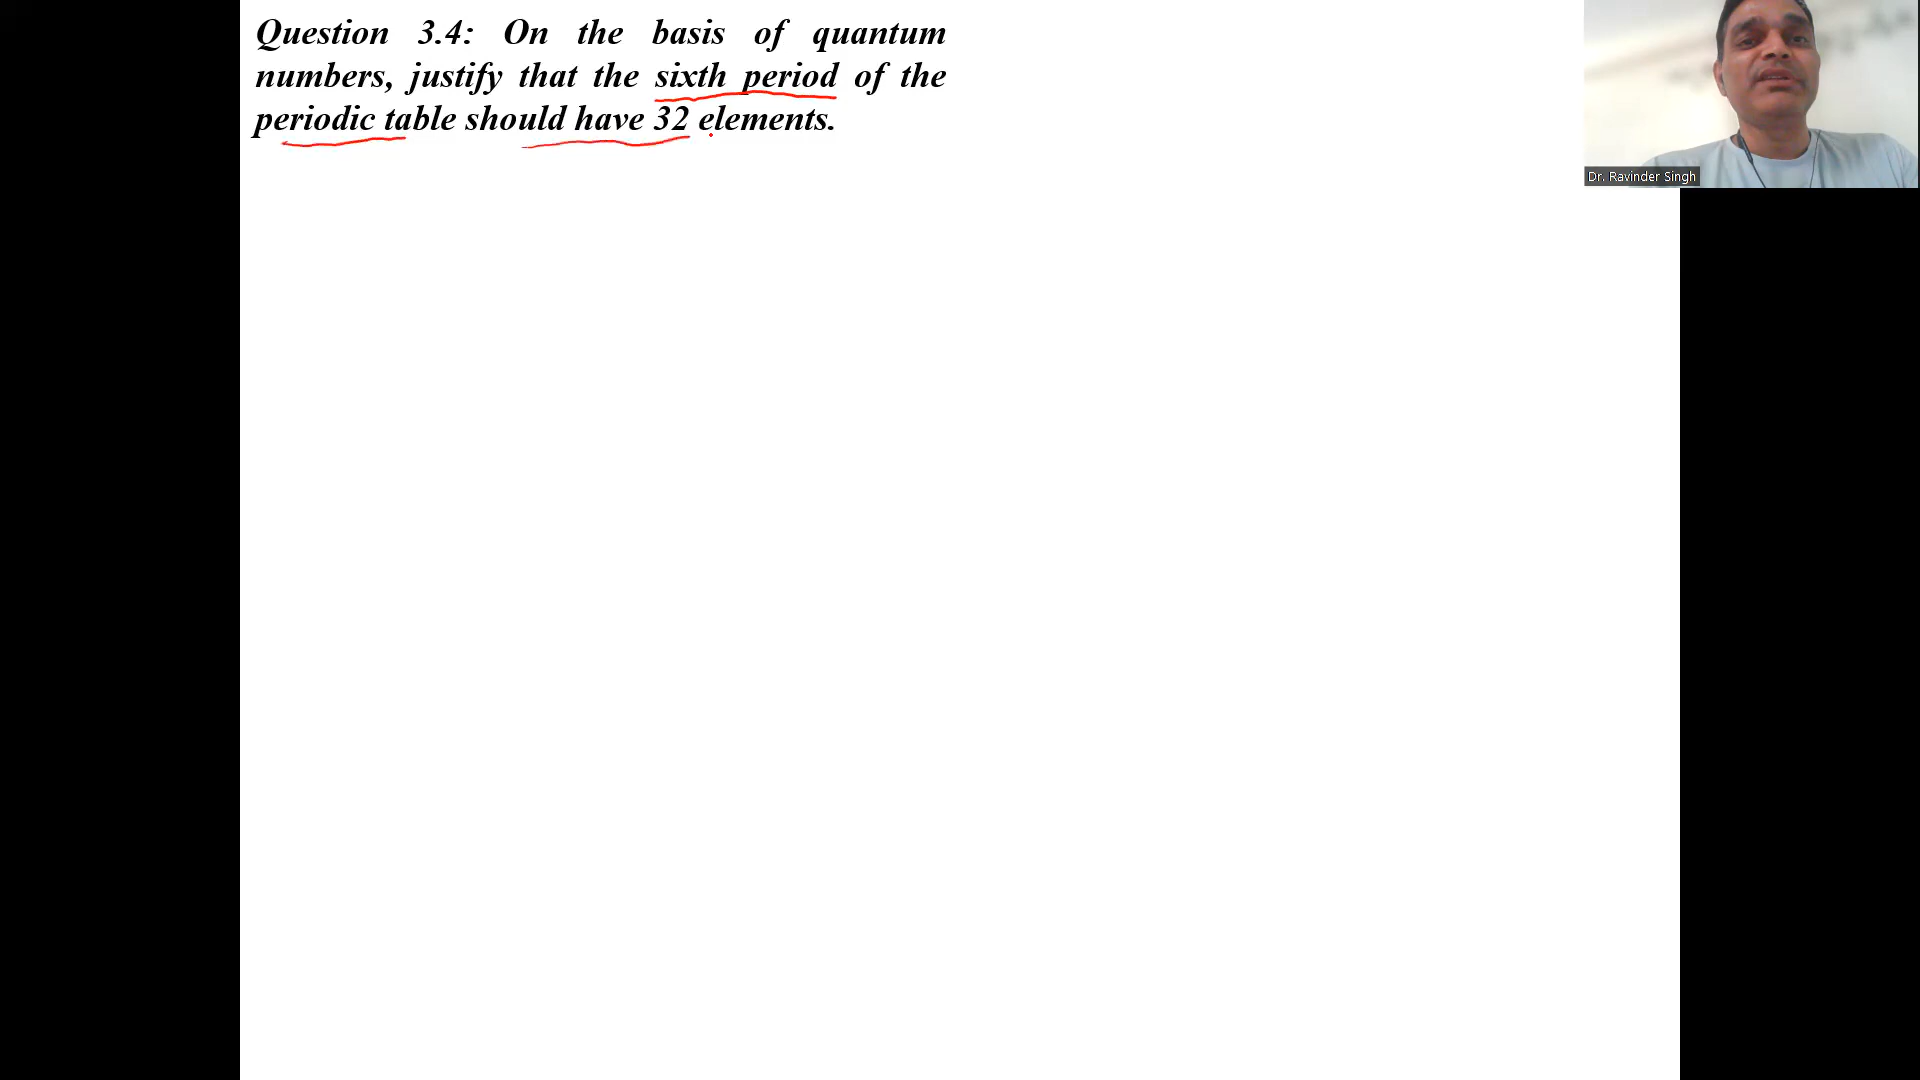 Question 3.4: On the basis of quantum
numbers, justify that the sixth period of the
periodic table should have 32 elements.
Dr. Ravinder Singh